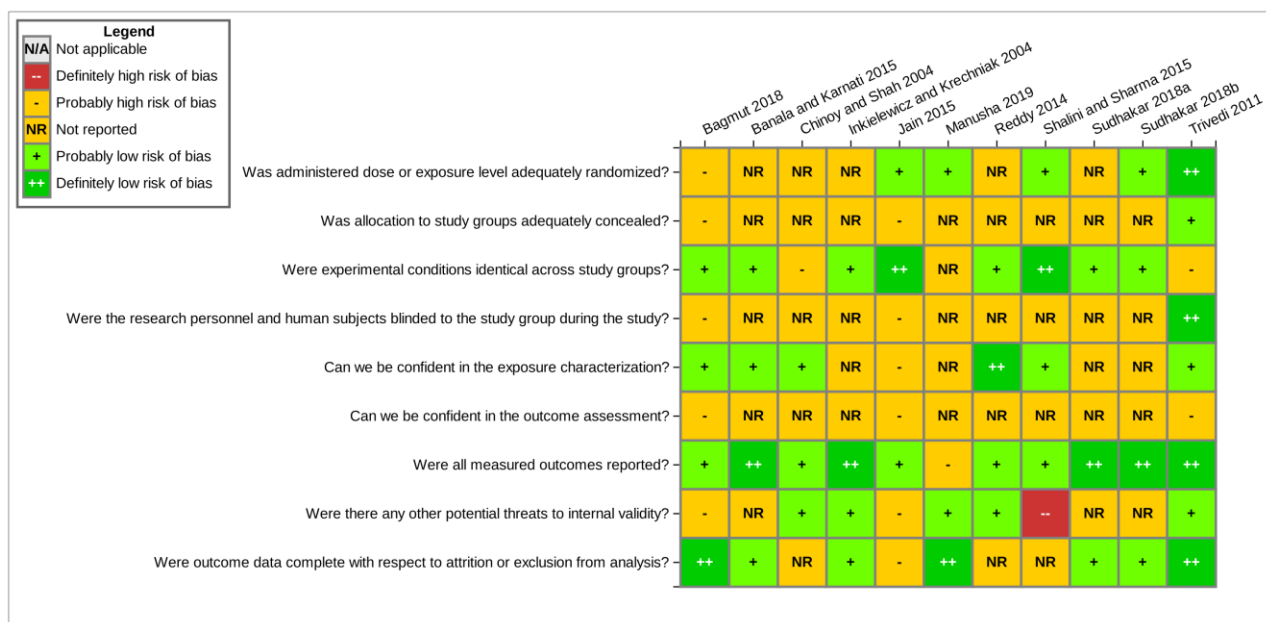 Legend
N/A Not applicable
-- Definitely high risk of bias
- Probably high risk of bias
NR Not reported
+ Probably low risk of bias
++ Definitely low risk of bias
Bagmut 2018
Banala and Karnati 2015
Chinoy and Shah 2004
Inkielewicz and Krechniak 2004
Jain 2015
Manusha 2019
Reddy 2014
Shalini and Sharma 2015
Sudhakar 2018a
Sudhakar 2018b
Trivedi 2011
Was administered dose or exposure level adequately randomized? - NR NR NR + + NR + NR + ++
Was allocation to study groups adequately concealed? - NR NR NR - NR NR NR NR NR +
Were experimental conditions identical across study groups? + + - + ++ NR + ++ + + -
Were the research personnel and human subjects blinded to the study group during the study? - NR NR NR - NR NR NR NR NR ++
Can we be confident in the exposure characterization? + + + NR - NR ++ + NR NR +
Can we be confident in the outcome assessment? - NR NR NR - NR NR NR NR NR -
Were all measured outcomes reported? + ++ + ++ + - + + ++ ++ ++
Were there any other potential threats to internal validity? - NR + + - + + -- NR NR +
Were outcome data complete with respect to attrition or exclusion from analysis? ++ + NR + - ++ NR NR + + ++